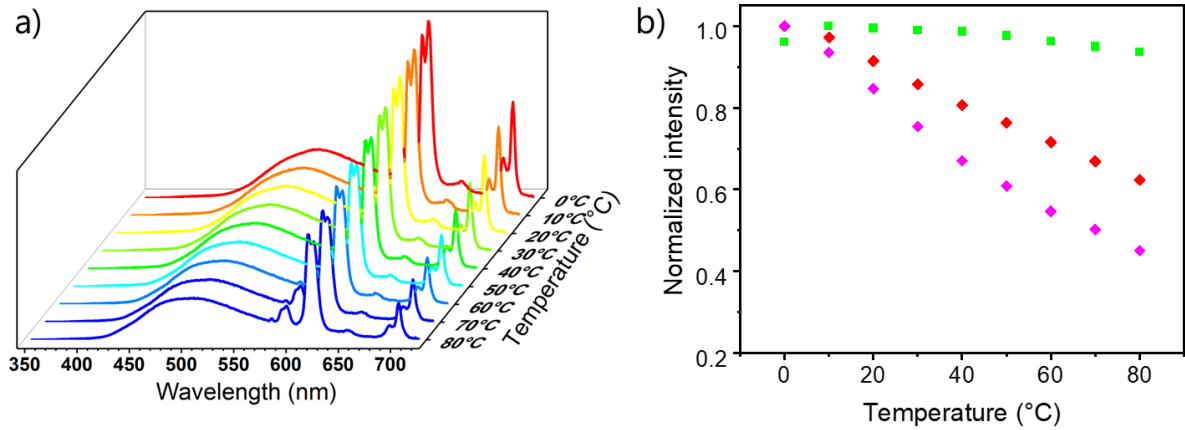 a)
0°C
10°C
20°C
30°C
40°C
50°C
60°C
70°C
80°C
Temperature (°C)
350 400 450 500 550 600 650 700
Wavelength (nm)
b)
1.0
0.8
0.6
0.4
0.2
Normalized intensity
0 20 40 60 80
Temperature (°C)